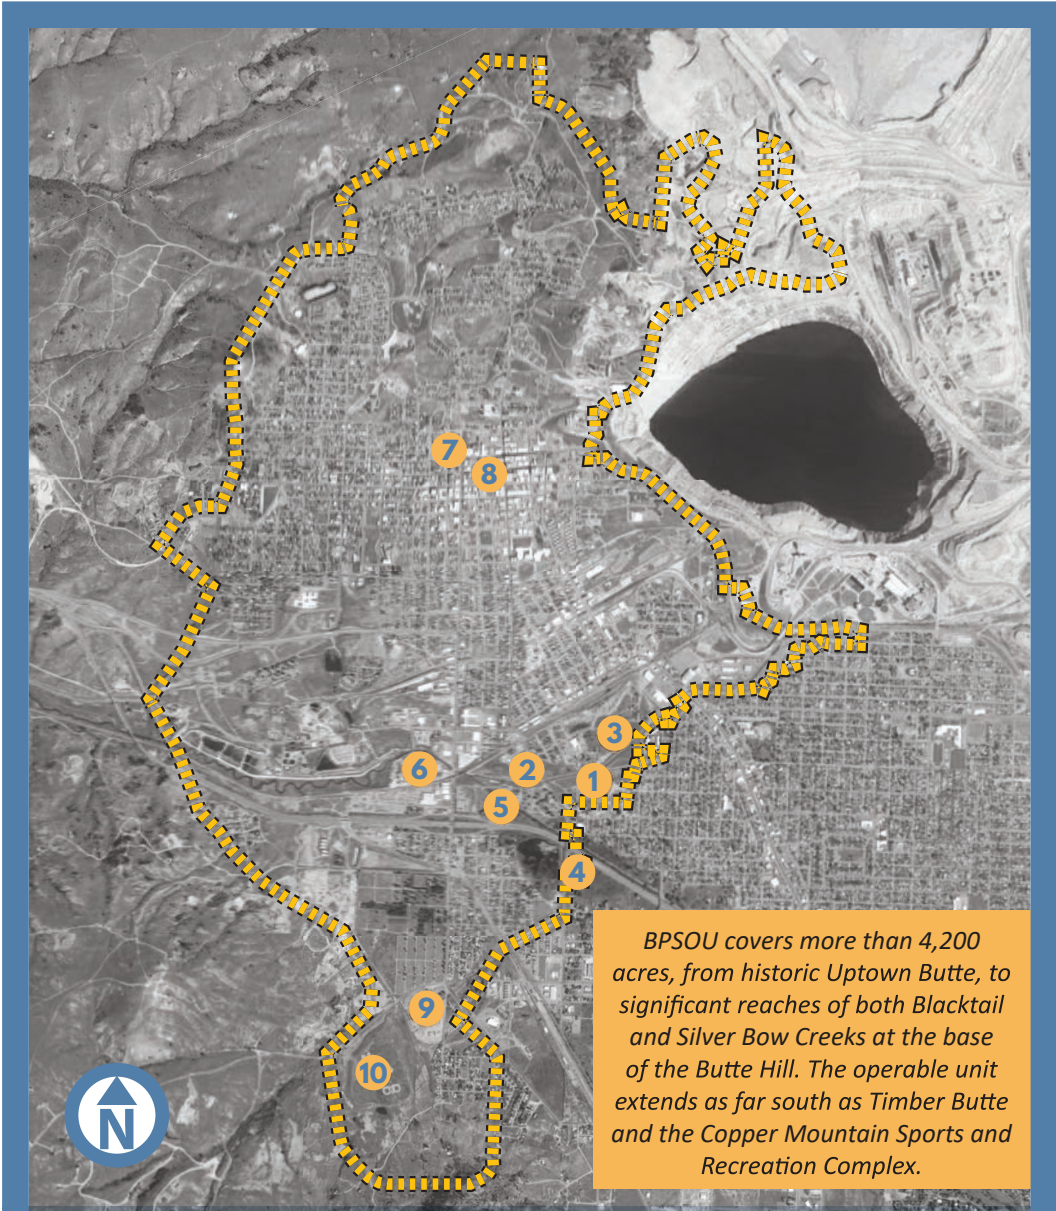 7
8
3
6
2
1
5
4
BPSOU covers more than 4,200
acres, from historic Uptown Butte, to
significant reaches of both Blacktail
and Silver Bow Creeks at the base
of the Butte Hill. The operable unit
extends as far south as Timber Butte
and the Copper Mountain Sports and
Recreation Complex.
9
10
N